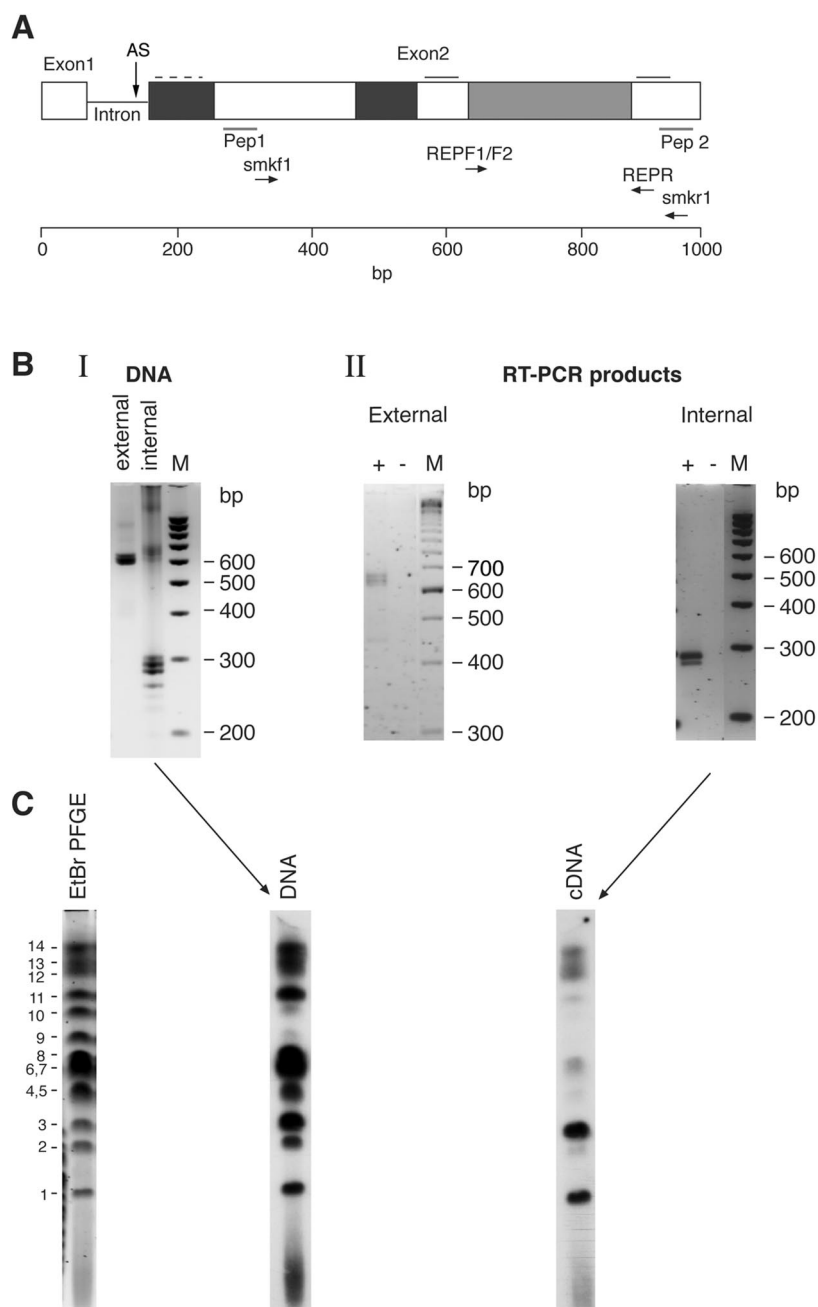 A
AS
Exon1
Exon2
Intron
Pep1
Pep 2
smkf1
REPF1/F2
REPR
smkr1
0 200 400 600 800 1000
bp
B I DNA
II RT-PCR products
external internal M
bp
600
500
400
300
200
External
+ - M
bp
700
600
500
400
300
Internal
+ - M
bp
600
500
400
300
200
C
EtBr PFGE
DNA
cDNA
14
13
12
11
10
9
8
6,7
4,5
3
2
1